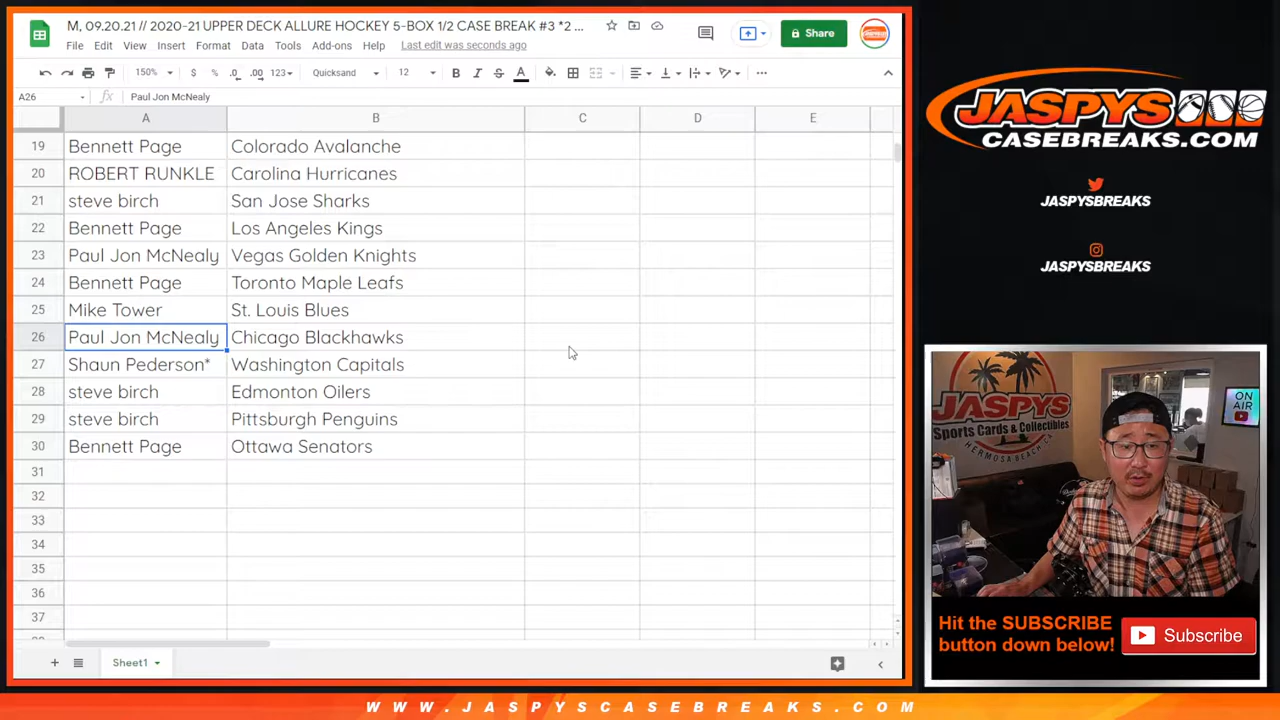 M, 09.20.21 // 2020-21 UPPER DECK ALLURE HOCKEY 5-BOX 1/2 CASE BREAK #3 *2 ...
File Edit View Insert Format Data Tools Add-ons Help Last edit was seconds ago
Share
150% $ % .0 .00 123 Quicksand 12 B I S A ...
A26 fx Paul Jon McNealy
A B C D E
19 Bennett Page Colorado Avalanche
20 ROBERT RUNKLE Carolina Hurricanes
21 steve birch San Jose Sharks
22 Bennett Page Los Angeles Kings
23 Paul Jon McNealy Vegas Golden Knights
24 Bennett Page Toronto Maple Leafs
25 Mike Tower St. Louis Blues
26 Paul Jon McNealy Chicago Blackhawks
27 Shaun Pederson* Washington Capitals
28 steve birch Edmonton Oilers
29 steve birch Pittsburgh Penguins
30 Bennett Page Ottawa Senators
31
32
33
34
35
36
37
Sheet1
JASPYS
CASEBREAKS.COM
JASPYSBREAKS
JASPYSBREAKS
JASPYS
Sports Cards & Collectibles
HERMOSA BEACH, CA
ON
AIR
Hit the SUBSCRIBE
button down below!
Subscribe
WWW.JASPYSCASEBREAKS.COM